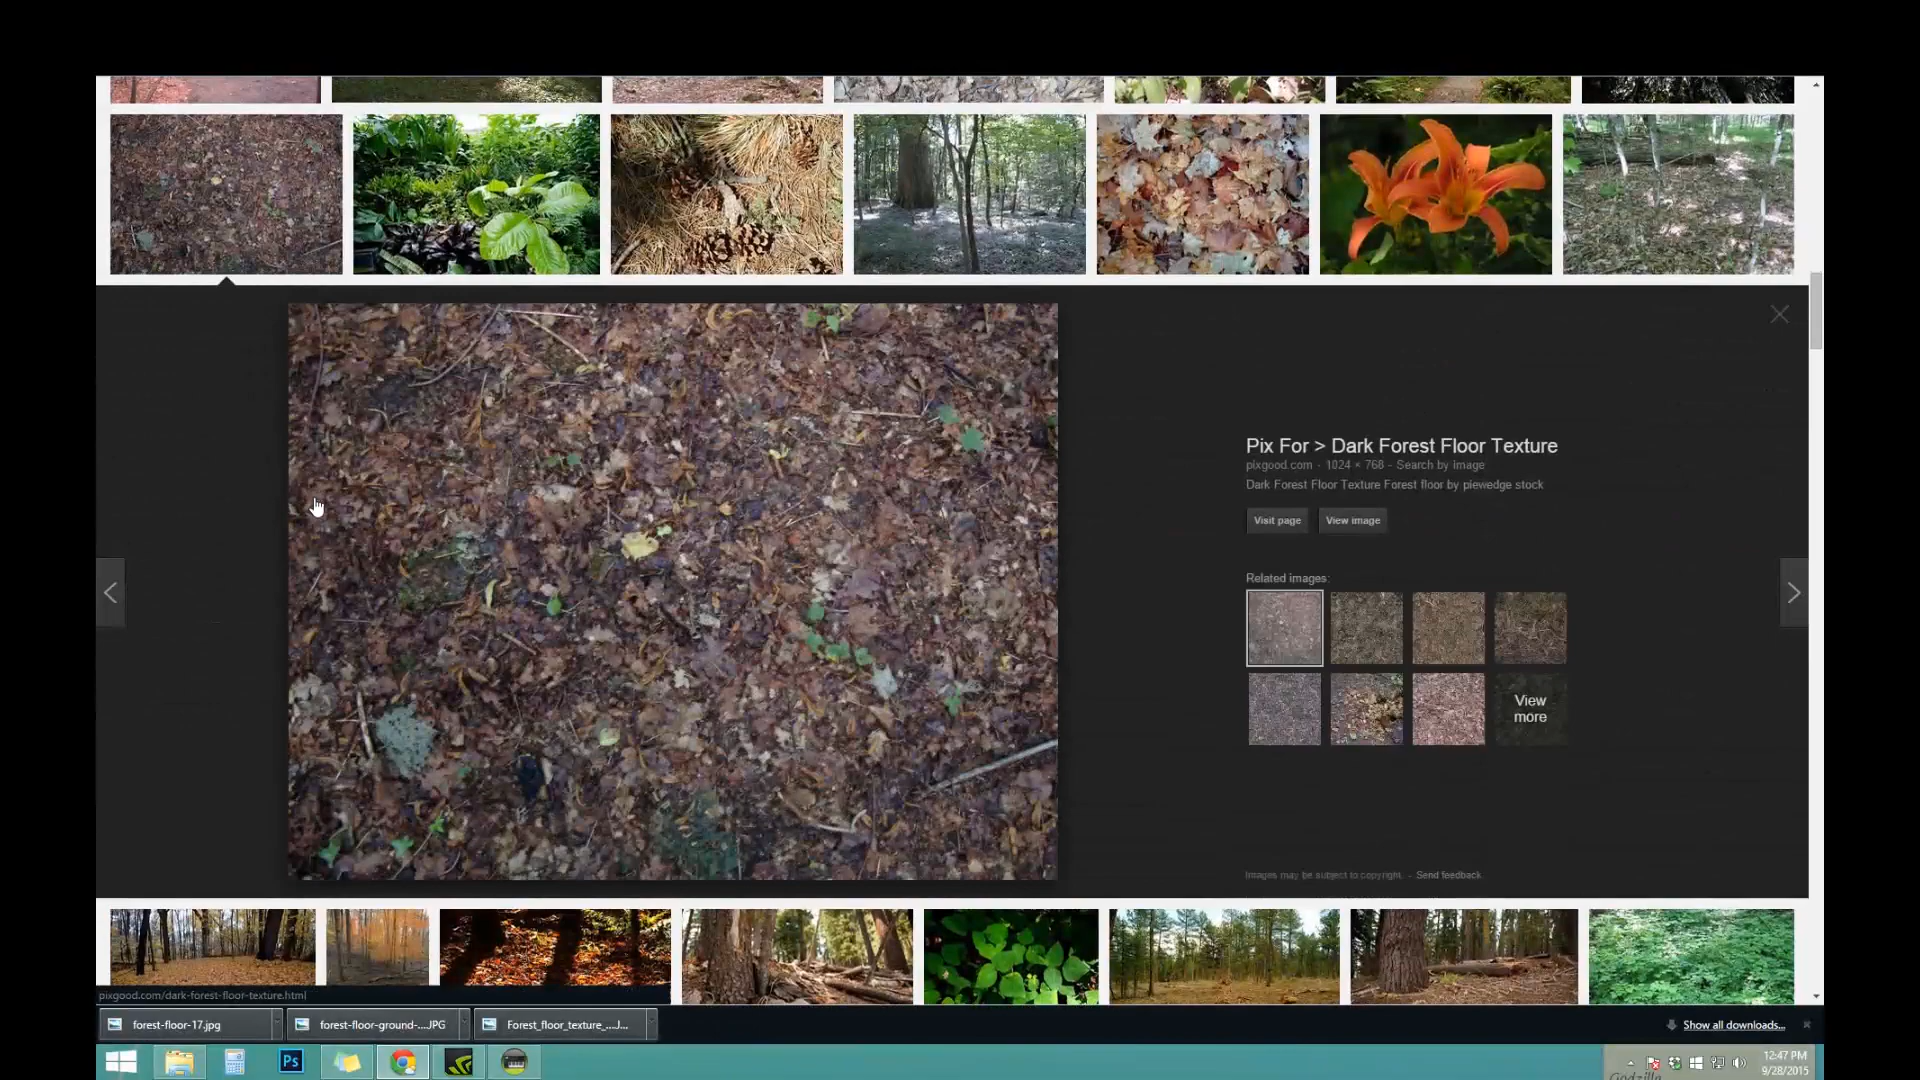 Pix For > Dark Forest Floor Texture
pixgood.com · 1024 × 768 - Search by image
Dark Forest Floor Texture Forest floor by piewedge stock
Visit page
View image
Related images:
View
more
Images may be subject to copyright. - Send feedback
pixgood.com/dark-forest-floor-texture.html
forest-floor-17.jpg
forest-floor-ground-....JPG
Forest_floor_texture_....J...
Show all downloads...
Ps
12:47 PM
9/28/2015
Godzilla